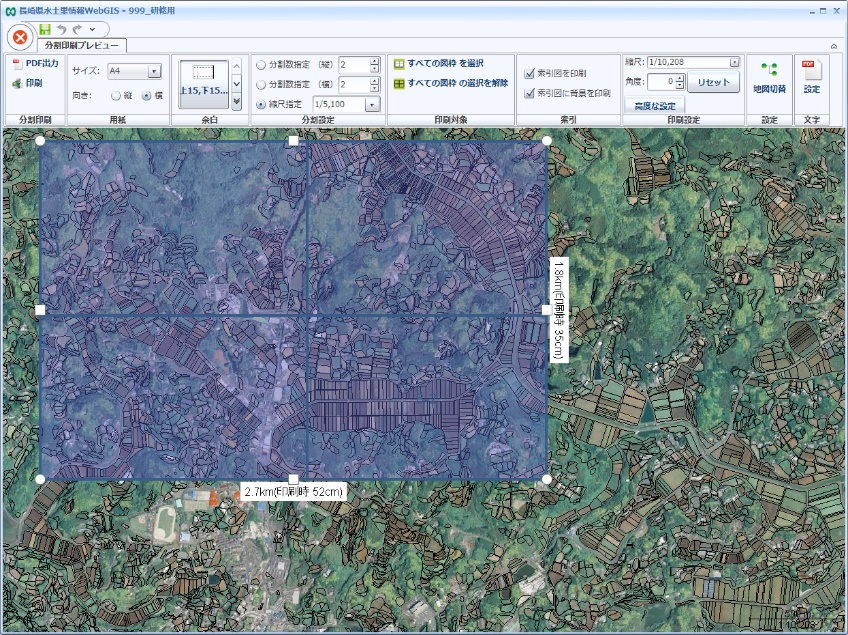 長崎県水土里情報WebGIS - 999_研修用
分割印刷プレビュー
PDF出力
印刷
分割印刷
サイズ: A4
向き: 縦 横
用紙
上15,下15...
余白
分割数指定 (縦) 2
分割数指定 (横) 2
縮尺指定 1/5,100
分割設定
すべての図枠 を選択
すべての図枠 の選択を解除
印刷対象
索引図を印刷
索引図に背景を印刷
索引
縮尺: 1/10,208
角度: 0 リセット
高度な設定
印刷設定
地図切替
設定
PDF
設定
文字
1.8km(印刷時 35cm)
2.7km(印刷時 52cm)